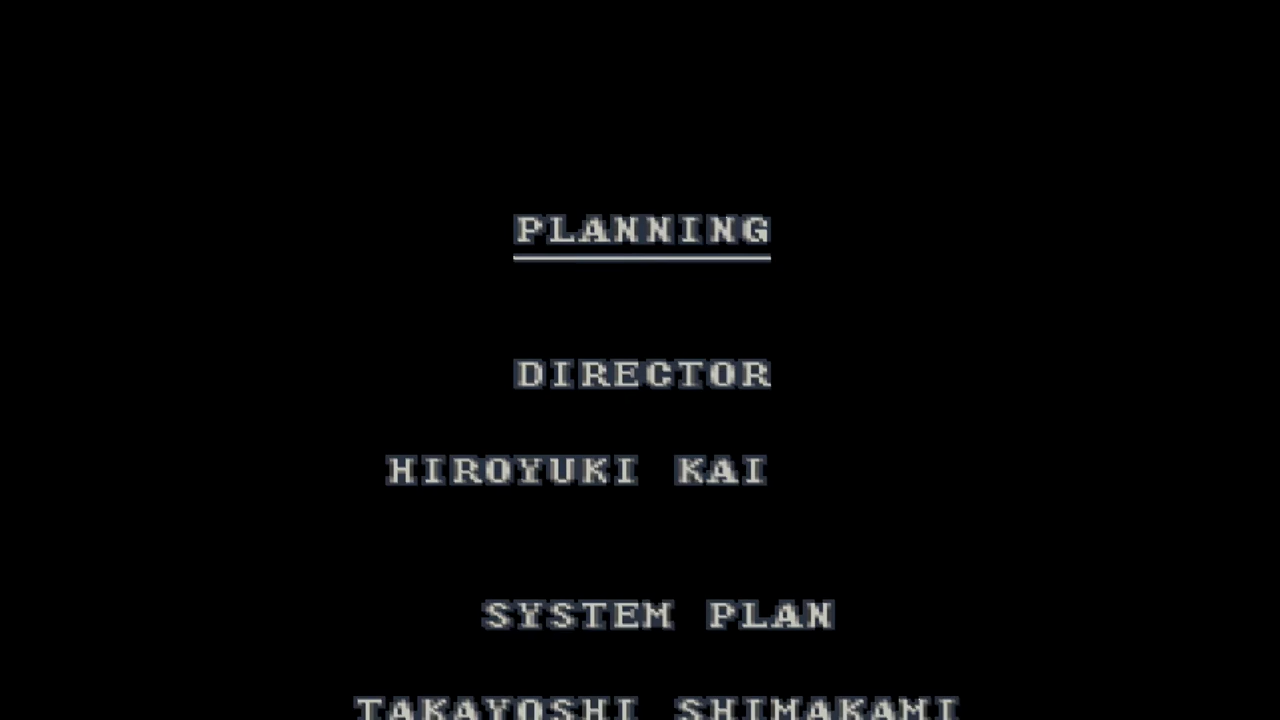 PLANNING
DIRECTOR
HIROYUKI KAI
SYSTEM PLAN
TAKAYOSHI SHIMAKAMI